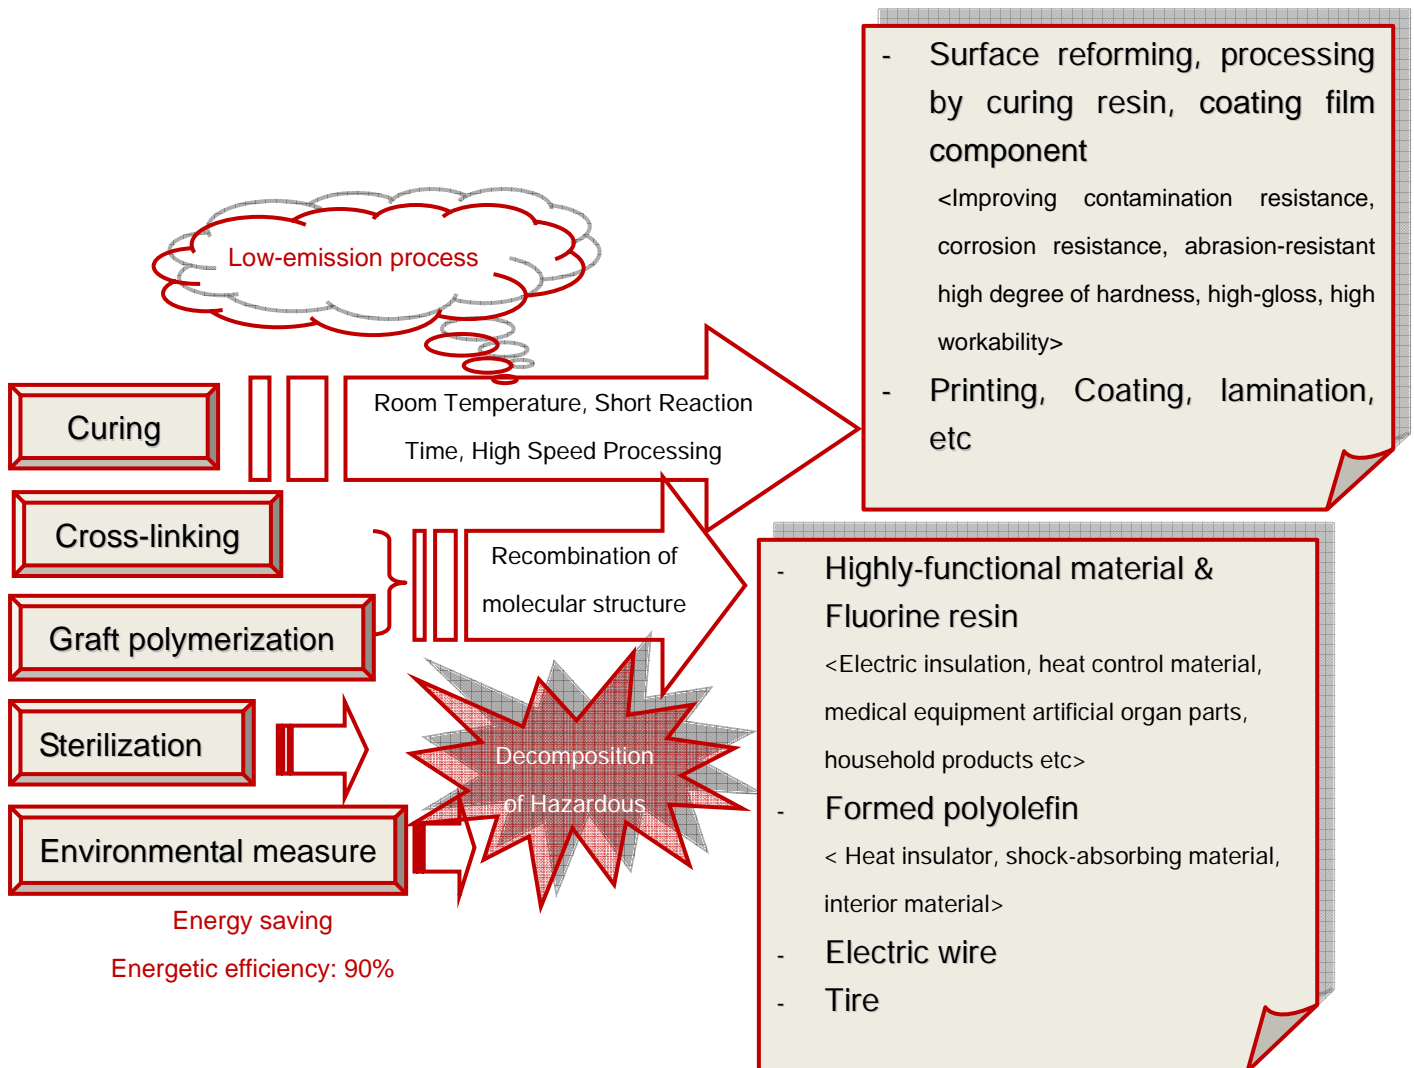 Low-emission process
Curing
Room Temperature, Short Reaction
Time, High Speed Processing
- Surface reforming, processing
by curing resin, coating film
component
<Improving contamination resistance,
corrosion resistance, abrasion-resistant
high degree of hardness, high-gloss, high
workability>
- Printing, Coating, lamination,
etc
Cross-linking
Graft polymerization
Recombination of
molecular structure
- Highly-functional material &
Fluorine resin
<Electric insulation, heat control material,
medical equipment artificial organ parts,
household products etc>
- Formed polyolefin
< Heat insulator, shock-absorbing material,
interior material>
- Electric wire
- Tire
Sterilization
Environmental measure
Decomposition
of Hazardous
Energy saving
Energetic efficiency: 90%